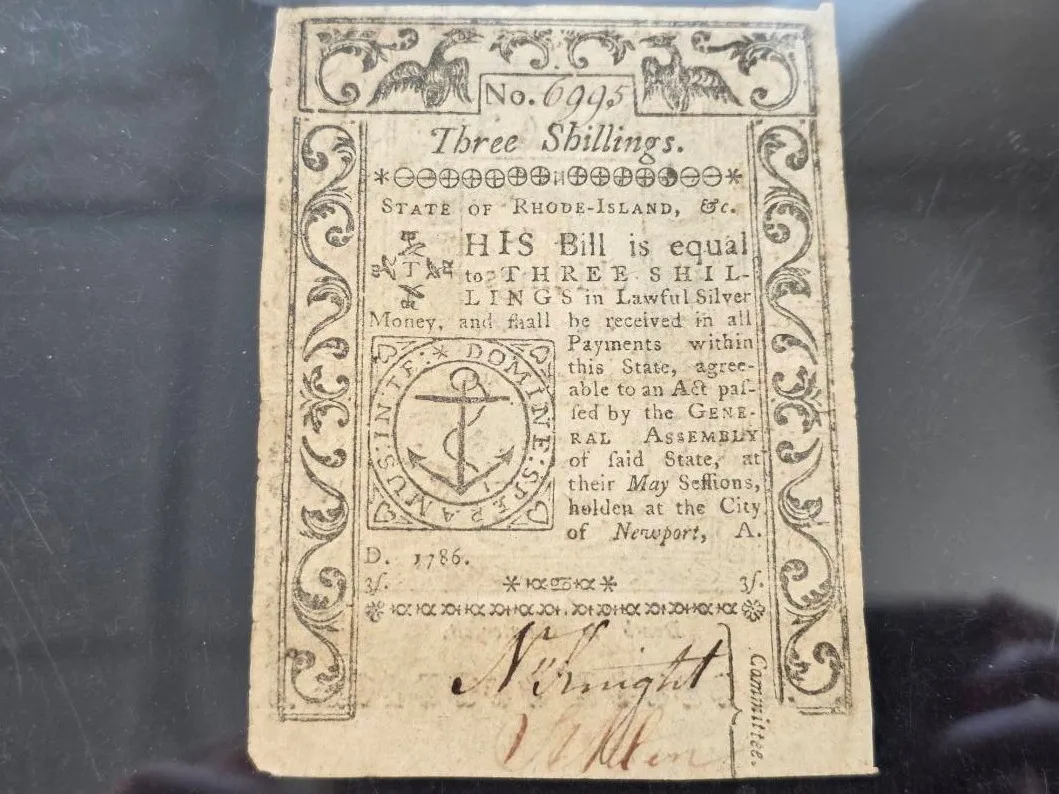 No. 6995
Three Shillings.
STATE OF RHODE-ISLAND, &c.
THIS Bill is equal
to THREE SHIL-
LINGS in Lawful Silver
Money, and ſhall be received in all
Payments within
this State, agree-
able to an Act paſ-
ſed by the GENE-
RAL ASSEMBLY
of ſaid State, at
their May Seſſions,
holden at the City
of Newport, A.
D. 1786.
IN TE: * DOMINE: SPERAMUS:
3ſ. 3ſ.
Knight
Allen
Committee.